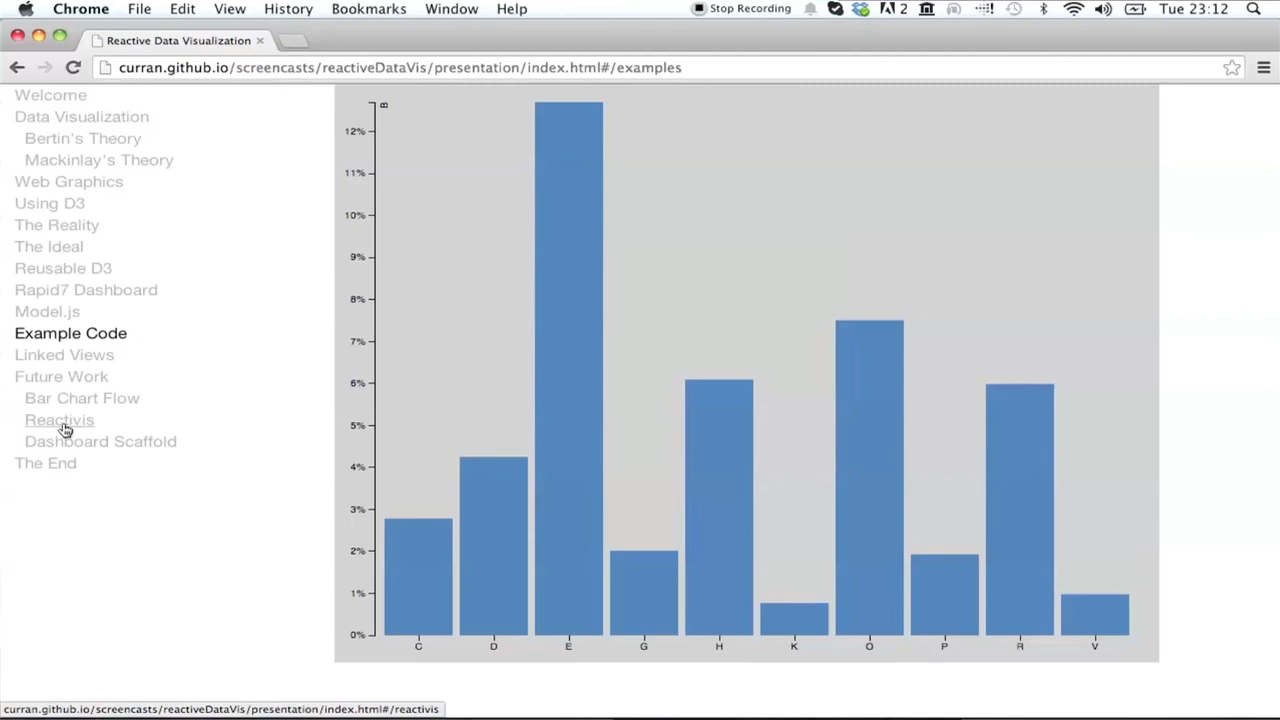 Chrome File Edit View History Bookmarks Window Help Stop Recording 2 Tue 23:12
Reactive Data Visualization
curran.github.io/screencasts/reactiveDataVis/presentation/index.html#/examples
Welcome
Data Visualization
Bertin's Theory
Mackinlay's Theory
Web Graphics
Using D3
The Reality
The Ideal
Reusable D3
Rapid7 Dashboard
Model.js
Example Code
Linked Views
Future Work
Bar Chart Flow
Reactivis
Dashboard Scaffold
The End
B
12%
11%
10%
9%
8%
7%
6%
5%
4%
3%
2%
1%
0%
C D E G H K O P R V
curran.github.io/screencasts/reactiveDataVis/presentation/index.html#/reactivis